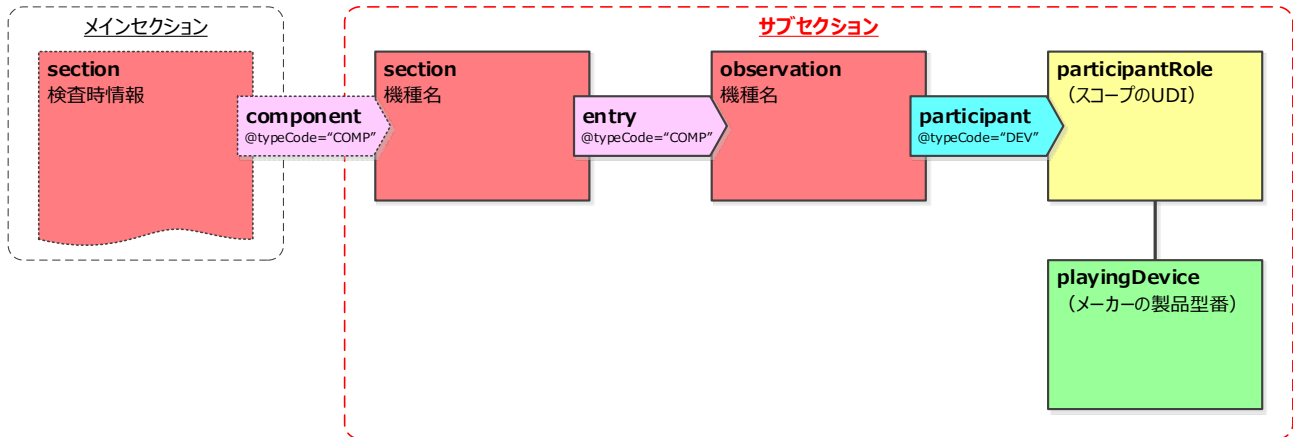 メインセクション
サブセクション
section
検査時情報
component
@typeCode="COMP"
section
機種名
entry
@typeCode="COMP"
observation
機種名
participant
@typeCode="DEV"
participantRole
（スコープのUDI）
playingDevice
（メーカーの製品型番）